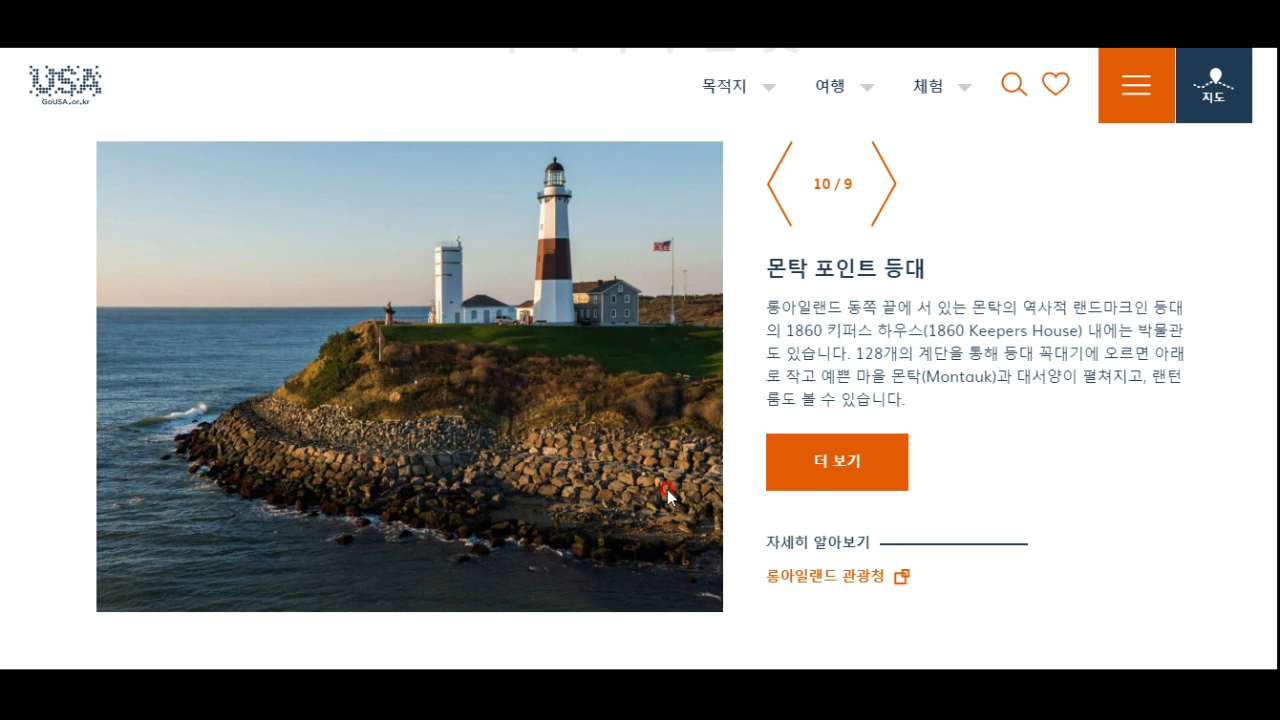 USA
GoUSA.or.kr
목적지
여행
체험
지도
10 / 9
몬탁 포인트 등대
롱아일랜드 동쪽 끝에 서 있는 몬탁의 역사적 랜드마크인 등대
의 1860 키퍼스 하우스(1860 Keepers House) 내에는 박물관
도 있습니다. 128개의 계단을 통해 등대 꼭대기에 오르면 아래
로 작고 예쁜 마을 몬탁(Montauk)과 대서양이 펼쳐지고, 랜턴
룸도 볼 수 있습니다.
더 보기
자세히 알아보기
롱아일랜드 관광청